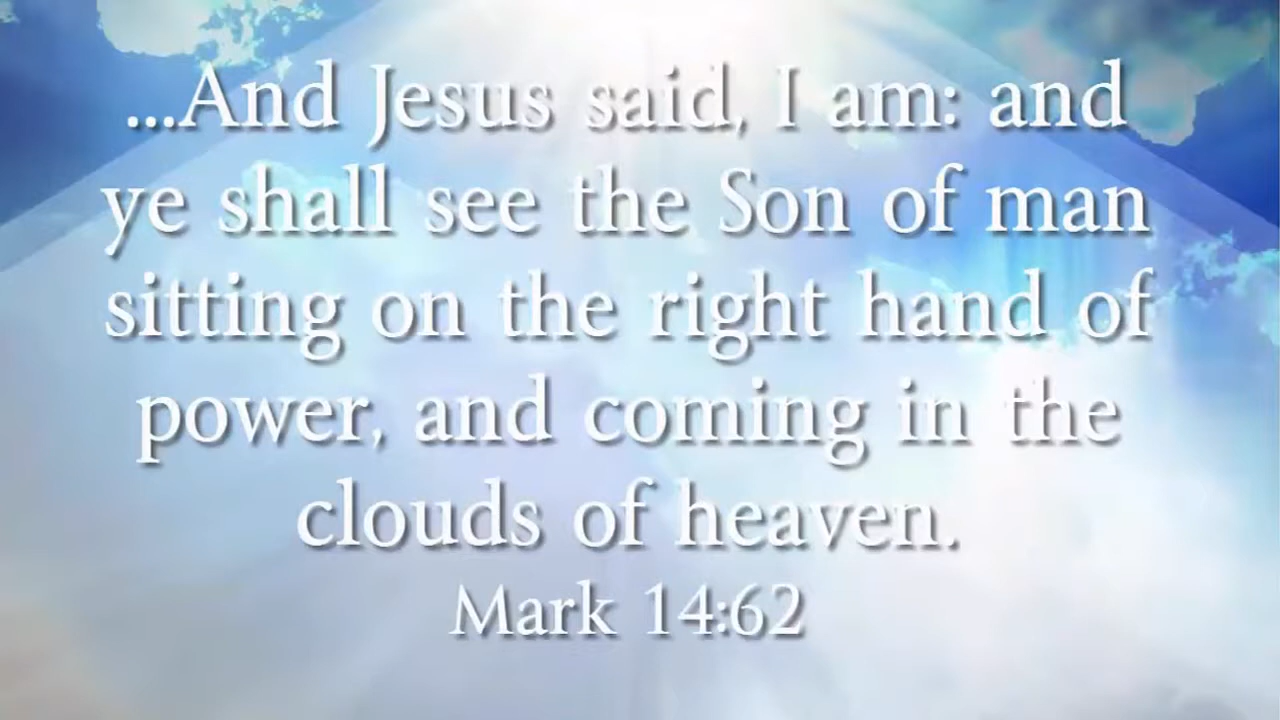 ...And Jesus said, I am: and
ye shall see the Son of man
sitting on the right hand of
power, and coming in the
clouds of heaven.
Mark 14:62